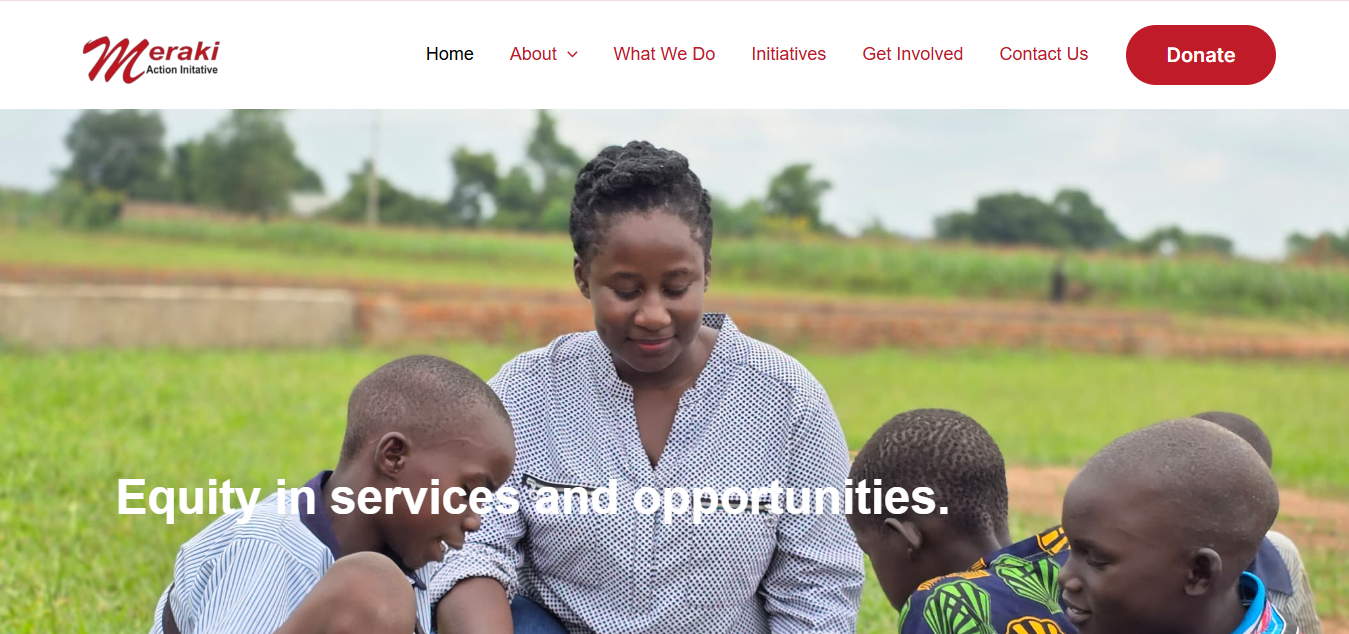 Meraki
Action Initative
Home
About
What We Do
Initiatives
Get Involved
Contact Us
Donate
Equity in services and opportunities.